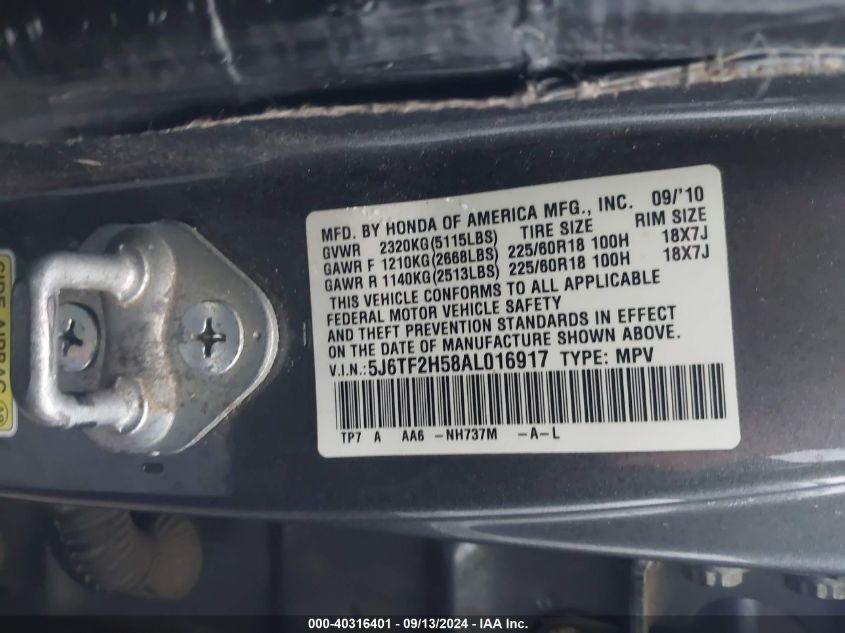 MFD. BY HONDA OF AMERICA MFG., INC. 09/'10
GVWR 2320KG(5115LBS) TIRE SIZE RIM SIZE
GAWR F 1210KG(2668LBS) 225/60R18 100H 18X7J
GAWR R 1140KG(2513LBS) 225/60R18 100H 18X7J
THIS VEHICLE CONFORMS TO ALL APPLICABLE
FEDERAL MOTOR VEHICLE SAFETY
AND THEFT PREVENTION STANDARDS IN EFFECT
ON THE DATE OF MANUFACTURE SHOWN ABOVE.
V.I.N.:5J6TF2H58AL016917 TYPE: MPV
TP7 A AA6 -NH737M -A-L
SIDE AIRBAG
000-40316401 - 09/13/2024 - IAA Inc.